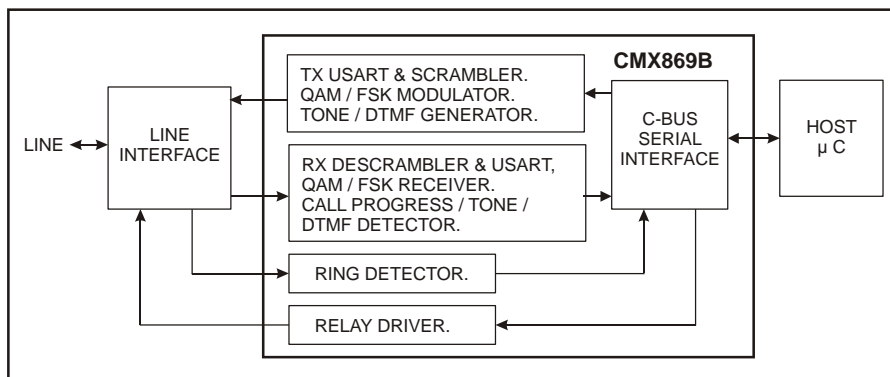 CMX869B
TX USART & SCRAMBLER.
QAM / FSK MODULATOR.
TONE / DTMF GENERATOR.
LINE
LINE
INTERFACE
C-BUS
SERIAL
INTERFACE
HOST
µ C
RX DESCRAMBLER & USART,
QAM / FSK RECEIVER.
CALL PROGRESS / TONE /
DTMF DETECTOR.
RING DETECTOR.
RELAY DRIVER.